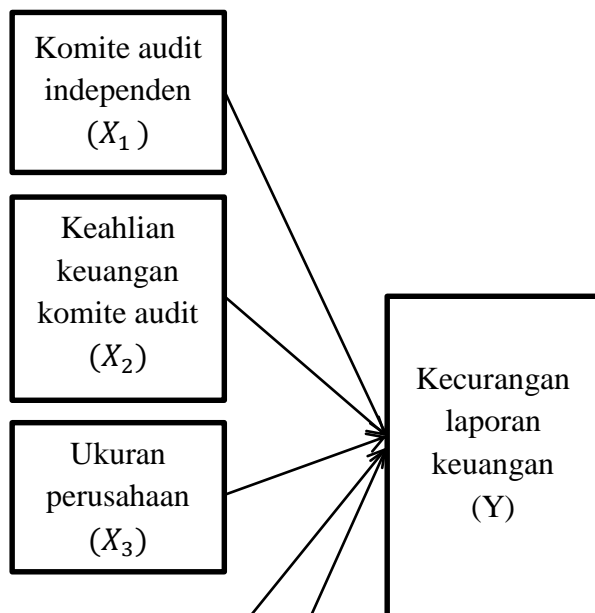 Komite audit
independen
(X₁ )
Keahlian
keuangan
komite audit
(X₂)
Ukuran
perusahaan
(X₃)
Kecurangan
laporan
keuangan
(Y)